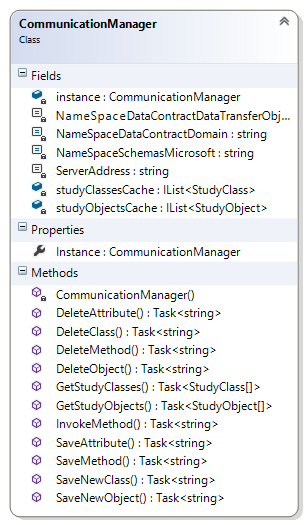 CommunicationManager
Class
Fields
instance : CommunicationManager
NameSpaceDataContractDataTransferObj...
NameSpaceDataContractDomain : string
NameSpaceSchemasMicrosoft : string
ServerAddress : string
studyClassesCache : IList<StudyClass>
studyObjectsCache : IList<StudyObject>
Properties
Instance : CommunicationManager
Methods
CommunicationManager()
DeleteAttribute() : Task<string>
DeleteClass() : Task<string>
DeleteMethod() : Task<string>
DeleteObject() : Task<string>
GetStudyClasses() : Task<StudyClass[]>
GetStudyObjects() : Task<StudyObject[]>
InvokeMethod() : Task<string>
SaveAttribute() : Task<string>
SaveMethod() : Task<string>
SaveNewClass() : Task<string>
SaveNewObject() : Task<string>